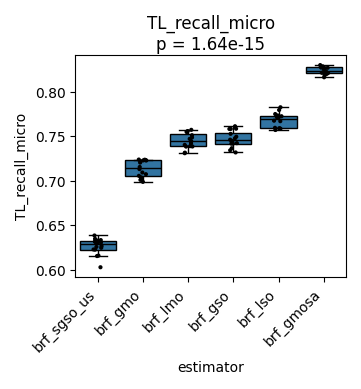 TL_recall_micro
p = 1.64e-15
TL_recall_micro
0.80
0.75
0.70
0.65
0.60
brf_sgso_us
brf_gmo
brf_lmo
brf_gso
brf_lso
brf_gmosa
estimator